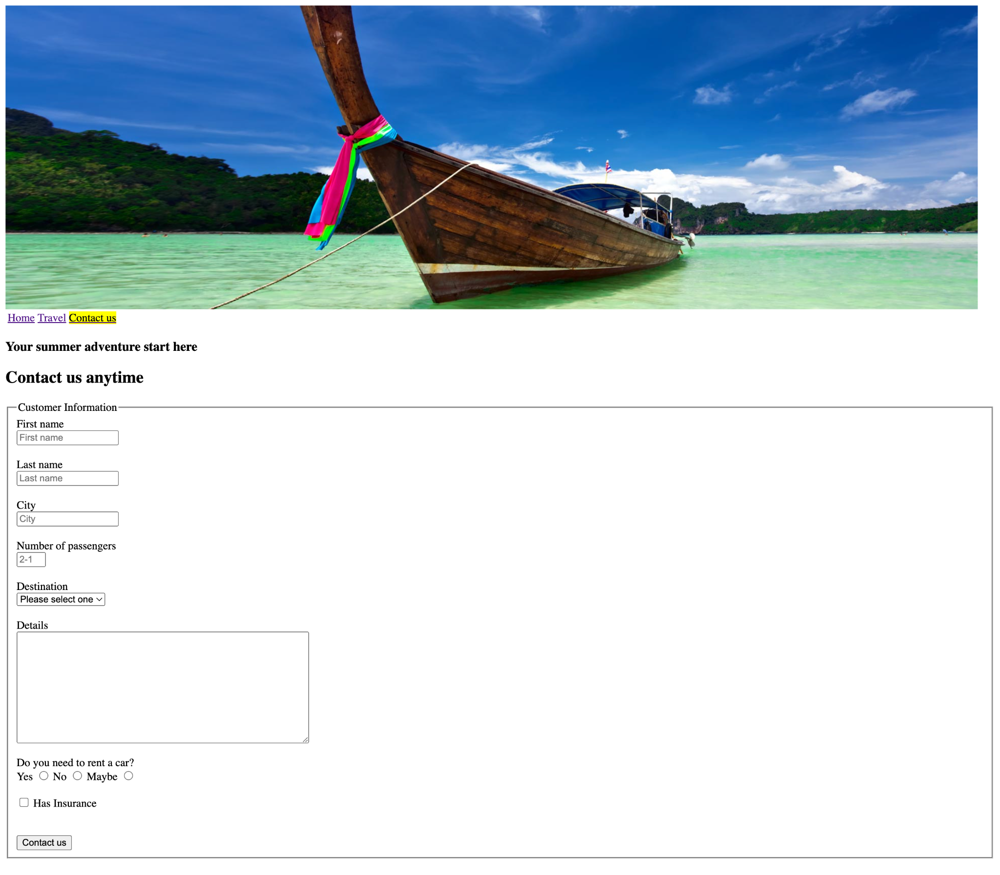 Home Travel Contact us
Your summer adventure start here
Contact us anytime
Customer Information
First name
First name
Last name
Last name
City
City
Number of passengers
2-1
Destination
Please select one
Details
Do you need to rent a car?
Yes No Maybe
Has Insurance
Contact us